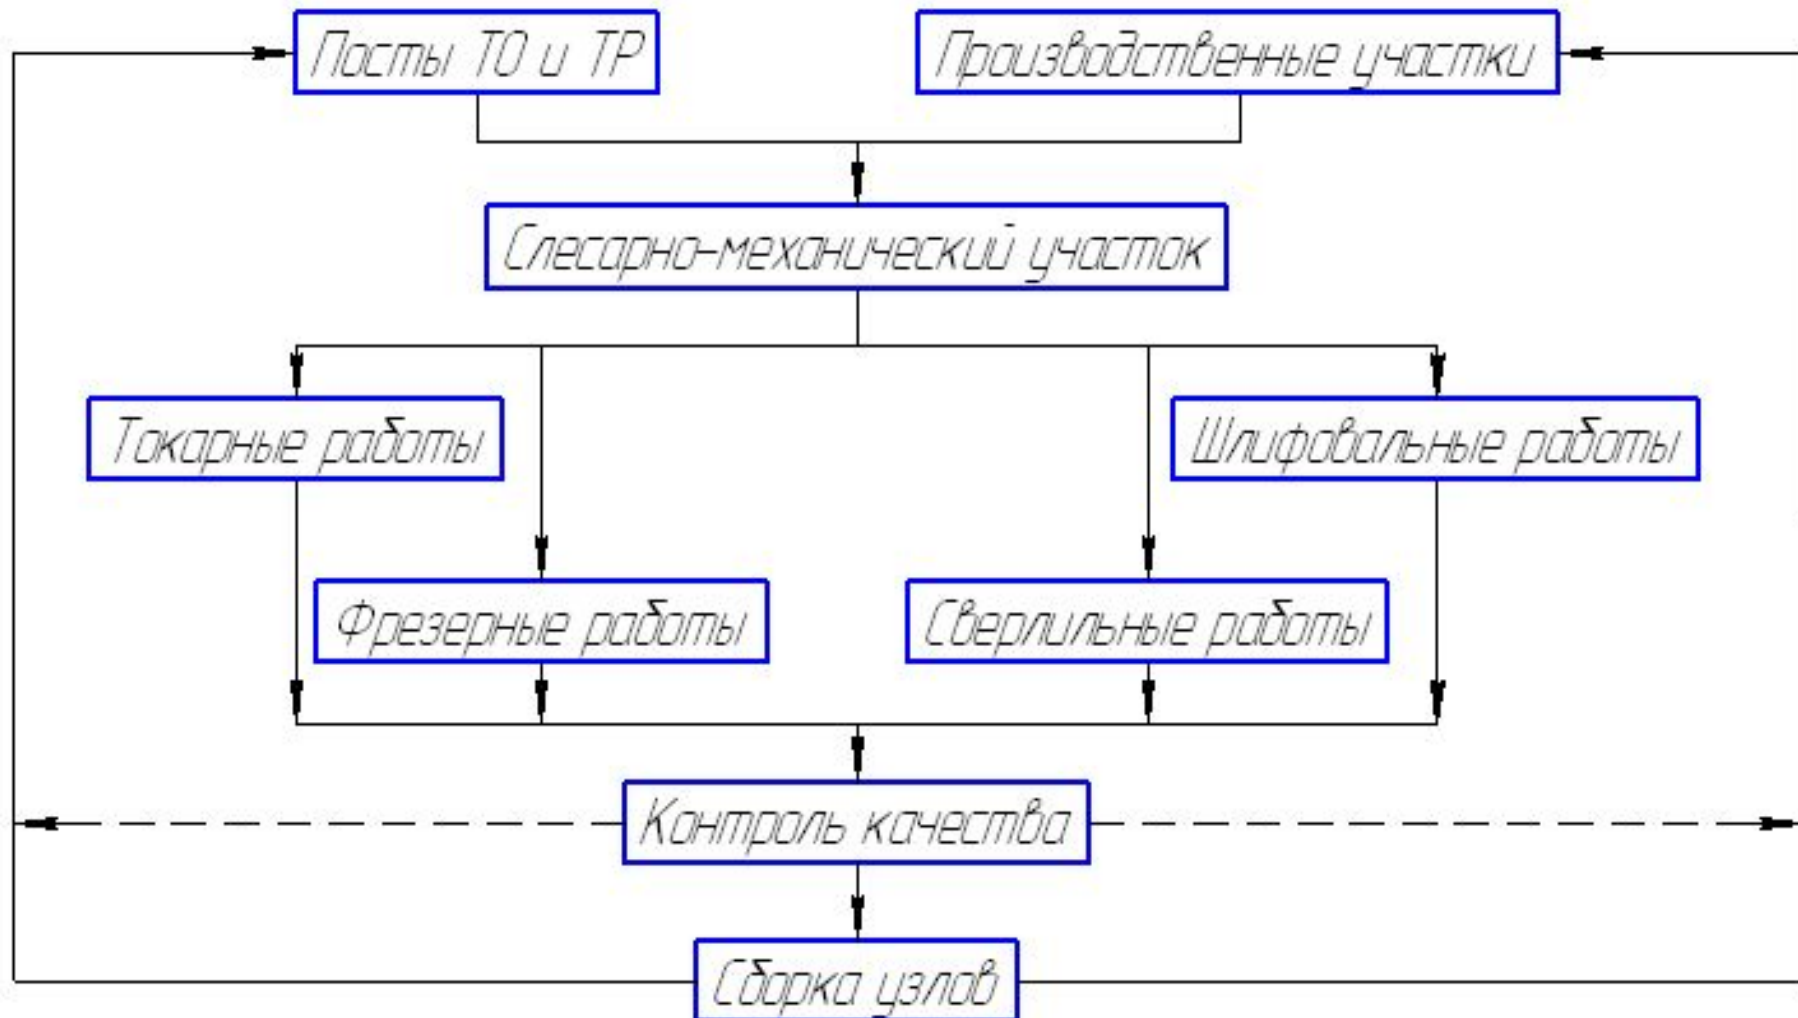 Посты ТО и ТР
Производственные участки
Слесарно-механический участок
Токарные работы
Шлифовальные работы
Фрезерные работы
Сверлильные работы
Контроль качества
Сборка узлов